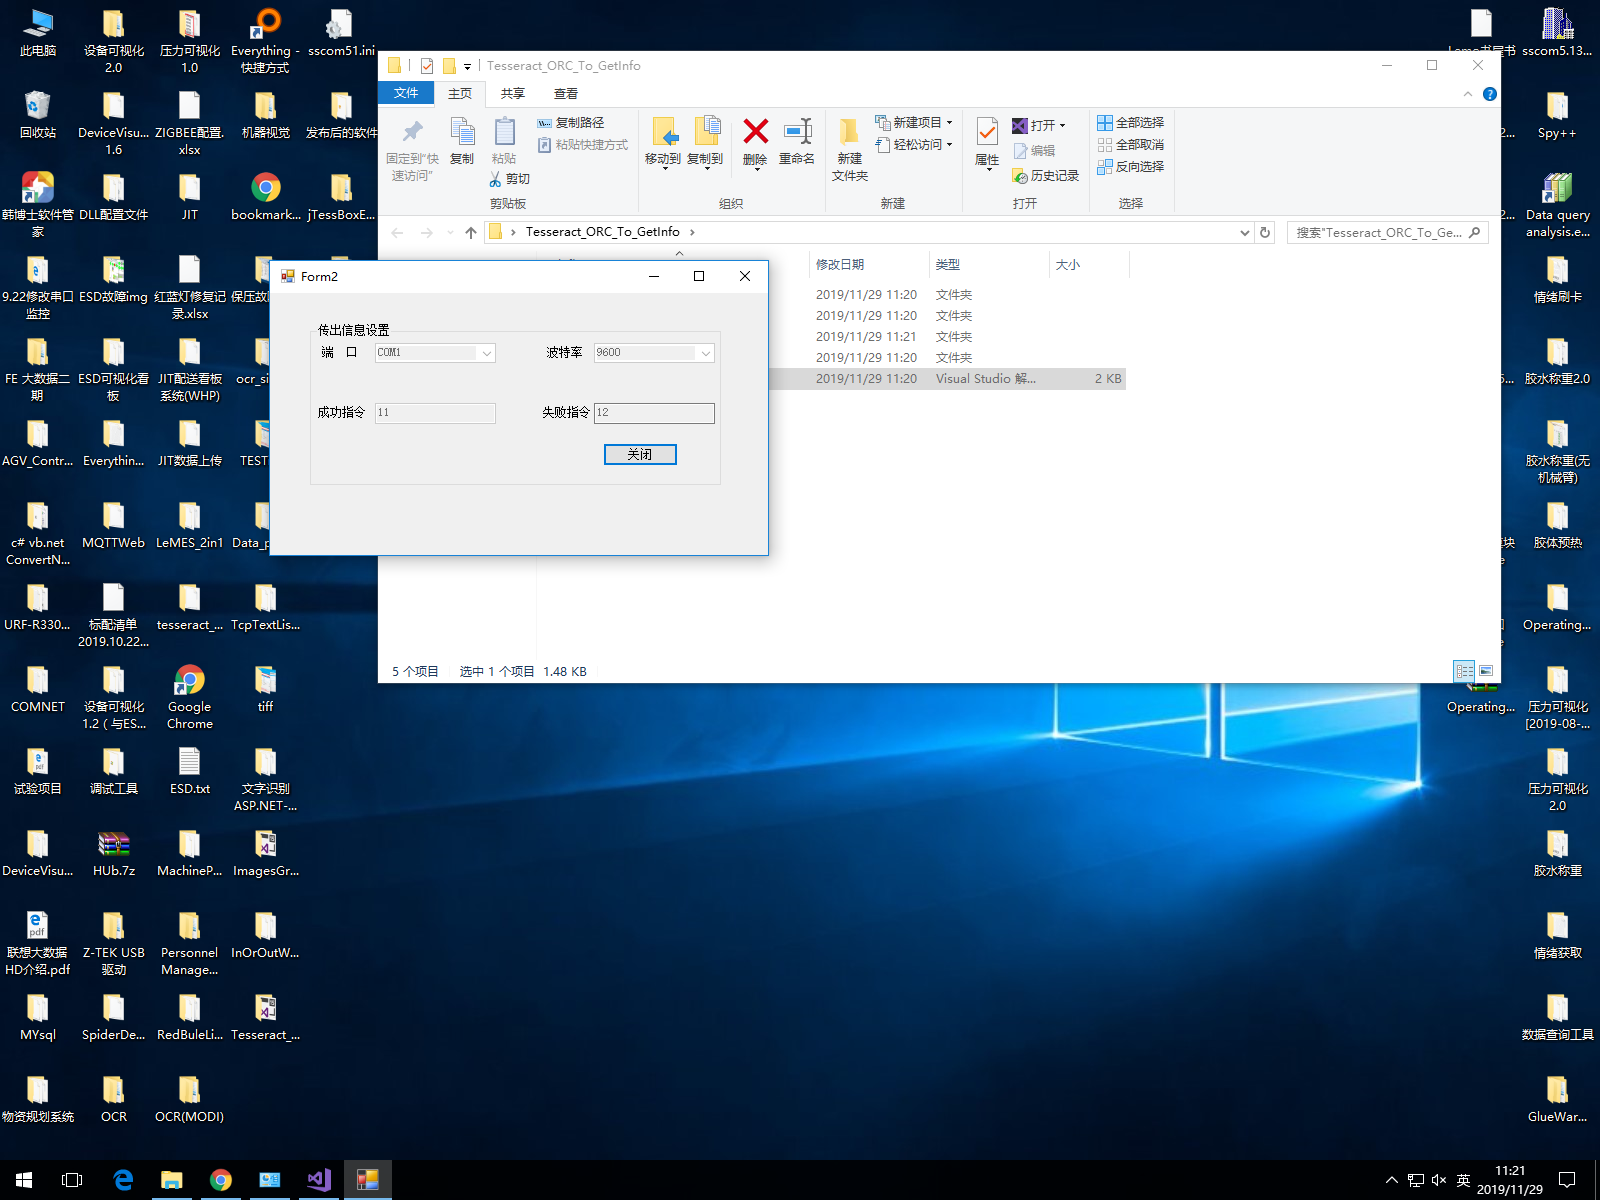 此电脑
设备可视化
2.0
压力可视化
1.0
Everything -
快捷方式
sscom51.ini
回收站
DeviceVisu...
1.6
ZIGBEE配置.
xlsx
机器视觉
发布后的软件
韩博士软件管
家
DLL配置文件
JIT
bookmark...
jTessBoxE...
9.22修改串口
监控
ESD故障img
红蓝灯修复记
录.xlsx
FE 大数据二
期
ESD可视化看
板
JIT配送看板
系统(WHP)
AGV_Contr...
Everythin...
JIT数据上传
TEST
c# vb.net
ConvertN...
MQTTWeb
LeMES_2in1
URF-R330...
标配清单
2019.10.22...
tesseract_...
TcpTextLis...
COMNET
设备可视化
1.2 ( 与ES...
Google
Chrome
tiff
试验项目
调试工具
ESD.txt
文字识别
ASP.NET-...
DeviceVisu...
HUb.7z
MachineP...
ImagesGr...
联想大数据
HD介绍.pdf
Z-TEK USB
驱动
Personnel
Manage...
InOrOutW...
MYsql
SpiderDe...
RedBuleLi...
Tesseract_...
物资规划系统
OCR
OCR(MODI)
Tesseract_ORC_To_GetInfo
文件
主页
共享
查看
固定到"快
速访问"
复制
粘贴
复制路径
粘贴快捷方式
剪切
剪贴板
移动到
复制到
删除
重命名
组织
新建
文件夹
新建项目
轻松访问
新建
属性
打开
编辑
历史记录
打开
全部选择
全部取消
反向选择
选择
Tesseract_ORC_To_GetInfo
搜索"Tesseract_ORC_To_Ge...
修改日期
类型
大小
2019/11/29 11:20 文件夹
2019/11/29 11:20 文件夹
2019/11/29 11:21 文件夹
2019/11/29 11:20 文件夹
2019/11/29 11:20 Visual Studio 解... 2 KB
5 个项目
选中 1 个项目 1.48 KB
Form2
传出信息设置
端 口 COM1
波特率 9600
成功指令 11
失败指令 12
关闭
sscom5.13...
Spy++
Data query
analysis.e...
情绪刷卡
胶水称重2.0
胶水称重(无
机械臂)
胶体预热
Operating...
Operating...
压力可视化
[2019-08-...
压力可视化
2.0
胶水称重
情绪获取
数据查询工具
GlueWar...
英
11:21
2019/11/29